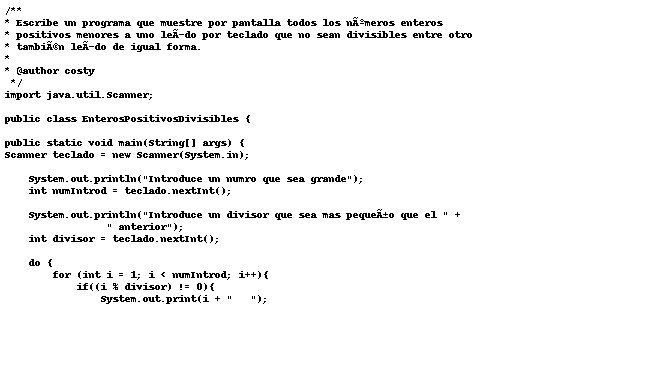 /**
* Escribe un programa que muestre por pantalla todos los nÃºmeros enteros
* positivos menores a uno leÃ­do por teclado que no sean divisibles entre otro
* tambiÃ©n leÃ­do de igual forma.
*
* @author costy
*/
import java.util.Scanner;
public class EnterosPositivosDivisibles {
public static void main(String[] args) {
Scanner teclado = new Scanner(System.in);
System.out.println("Introduce un numro que sea grande");
int numIntrod = teclado.nextInt();
System.out.println("Introduce un divisor que sea mas pequeÃ±o que el " +
" anterior");
int divisor = teclado.nextInt();
do {
for (int i = 1; i < numIntrod; i++){
if((i % divisor) != 0){
System.out.print(i + "   ");